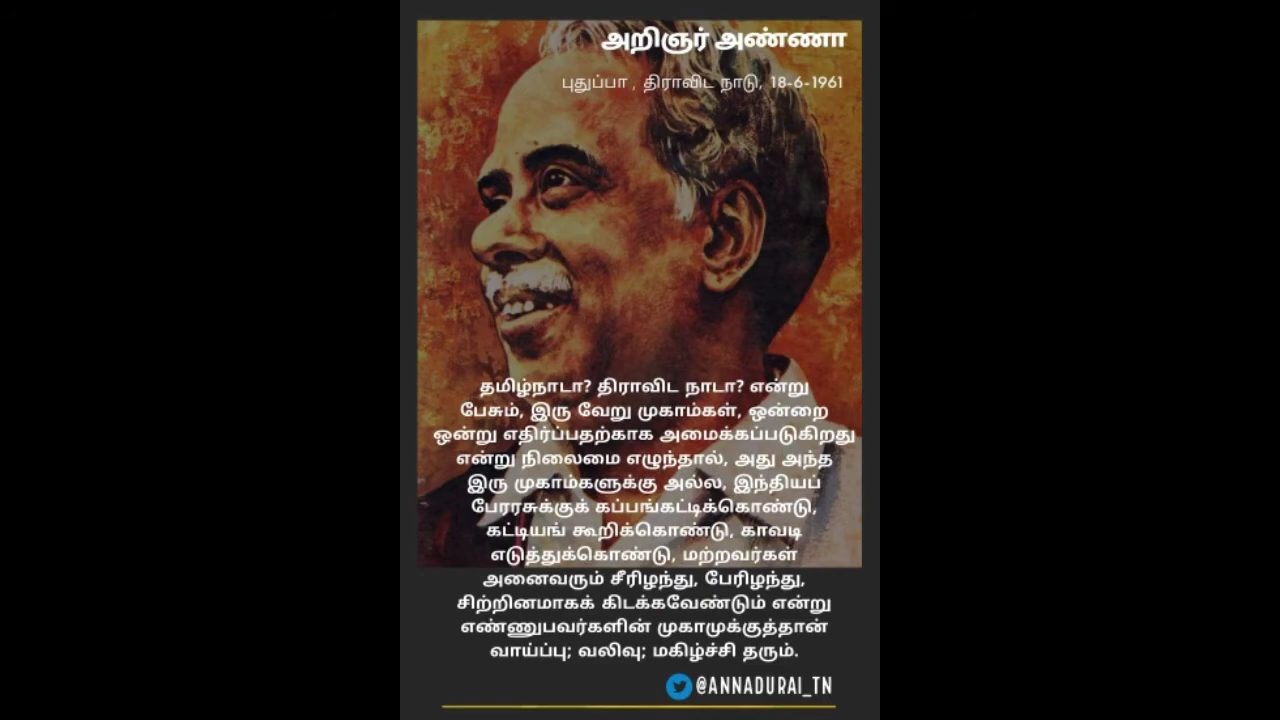 அறிஞர் அண்ணா
புதுப்பா , திராவிட நாடு, 18-6-1961
தமிழ்நாடா? திராவிட நாடா? என்று
பேசும், இரு வேறு முகாம்கள், ஒன்றை
ஒன்று எதிர்ப்பதற்காக அமைக்கப்படுகிறது
என்று நிலைமை எழுந்தால், அது அந்த
இரு முகாம்களுக்கு அல்ல, இந்தியப்
பேரரசுக்குக் கப்பங்கட்டிக்கொண்டு,
கட்டியங் கூறிக்கொண்டு, காவடி
எடுத்துக்கொண்டு, மற்றவர்கள்
அனைவரும் சீரிழந்து, பேரிழந்து,
சிற்றினமாகக் கிடக்கவேண்டும் என்று
எண்ணுபவர்களின் முகாமுக்குத்தான்
வாய்ப்பு; வலிவு; மகிழ்ச்சி தரும்.
@ANNADURAI_TN